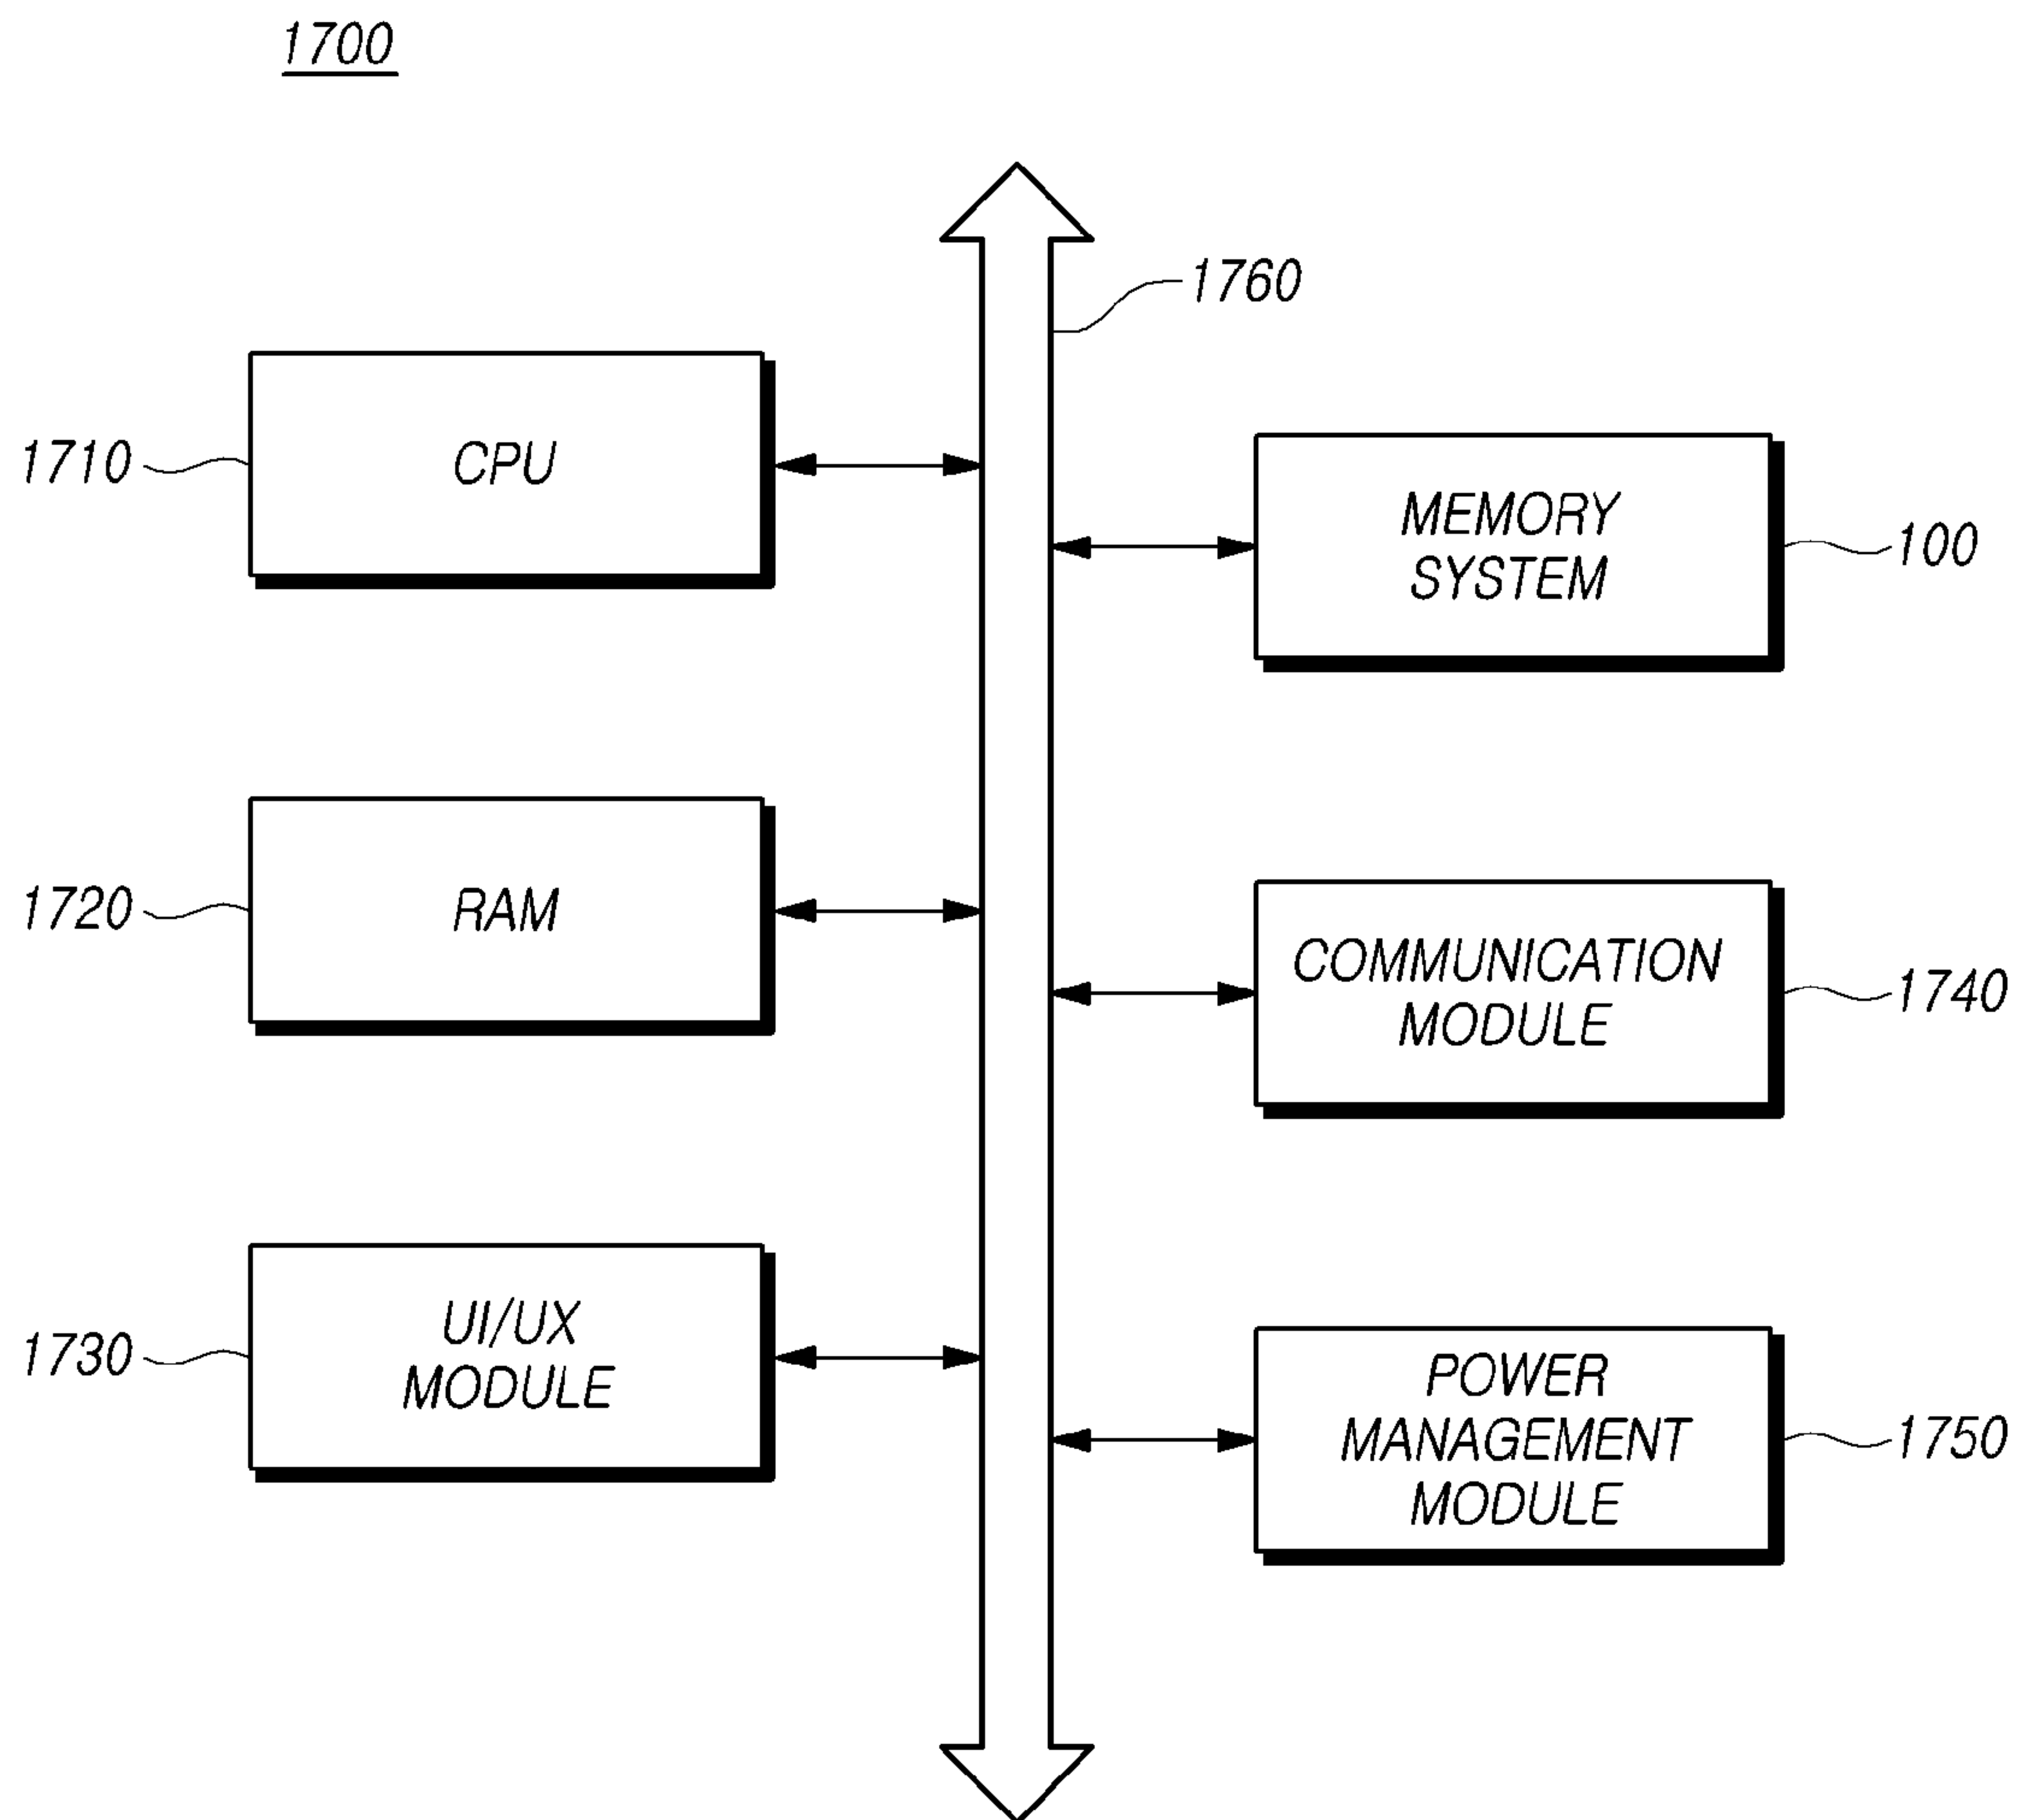 1700
1760
1710
CPU
MEMORY
SYSTEM
100
1720
RAM
COMMUNICATION
MODULE
1740
1730
UI/UX
MODULE
POWER
MANAGEMENT
MODULE
1750